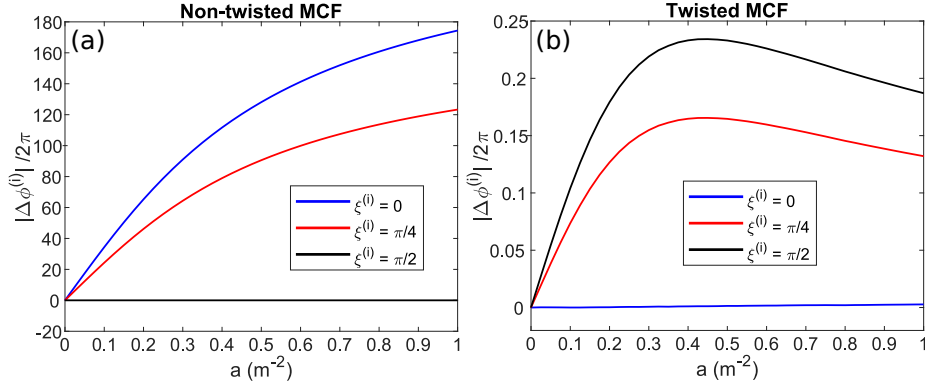 Non-twisted MCF
(a)
|Δϕ⁽ⁱ⁾|/2π
180
160
140
120
100
80
60
40
20
0
-20
ξ⁽ⁱ⁾ = 0
ξ⁽ⁱ⁾ = π/4
ξ⁽ⁱ⁾ = π/2
0 0.1 0.2 0.3 0.4 0.5 0.6 0.7 0.8 0.9 1
a (m⁻²)
Twisted MCF
(b)
|Δϕ⁽ⁱ⁾|/2π
0.25
0.2
0.15
0.1
0.05
0
ξ⁽ⁱ⁾ = 0
ξ⁽ⁱ⁾ = π/4
ξ⁽ⁱ⁾ = π/2
0 0.1 0.2 0.3 0.4 0.5 0.6 0.7 0.8 0.9 1
a (m⁻²)